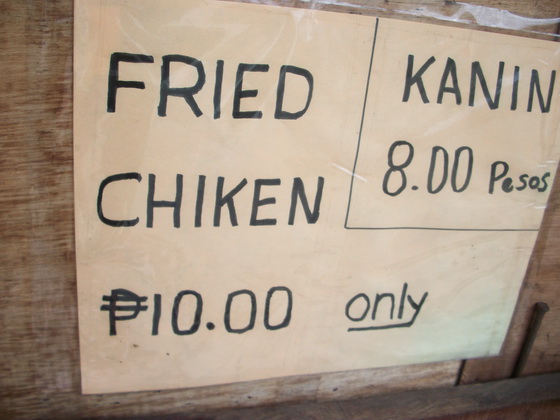 FRIED
CHIKEN
₱10.00 only
KANIN
8.00 Pesos